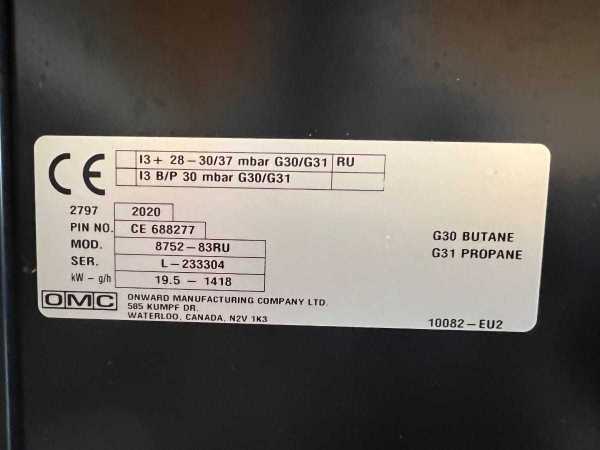 CE
I3+ 28-30/37 mbar G30/G31 RU
I3 B/P 30 mbar G30/G31
2797 2020
PIN NO. CE 688277
MOD. 8752-83RU
SER. L-233304
kW - g/h 19.5 - 1418
G30 BUTANE
G31 PROPANE
OMC ONWARD MANUFACTURING COMPANY LTD.
585 KUMPF DR.
WATERLOO, CANADA, N2V 1K3
10082-EU2